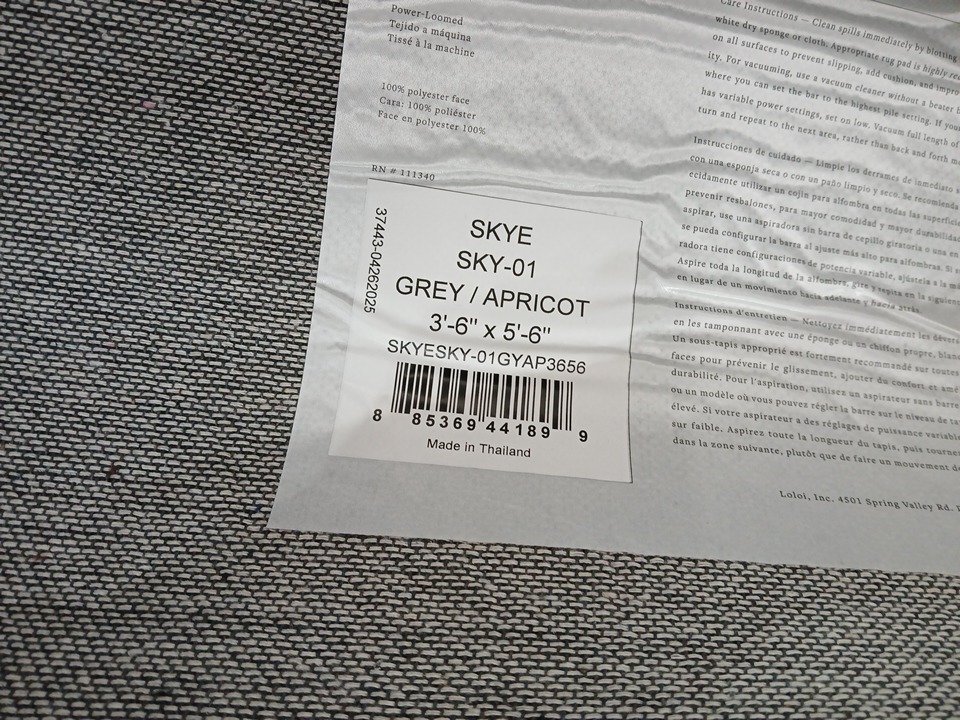 Power-Loomed
Tejido a máquina
Tissé à la machine
100% polyester face
Cara: 100% poliéster
Face en polyester 100%
RN # 111340
37443-04262025
SKYE
SKY-01
GREY / APRICOT
3'-6" x 5'-6"
SKYESKY-01GYAP3656
8 85369 44189 9
Made in Thailand
Care Instructions — Clean spills immediately by blotting
white dry sponge or cloth. Appropriate rug pad is highly
on all surfaces to prevent slipping, add cushion, and
ity. For vacuuming, use a vacuum cleaner without a beater
where you can set the bar to the highest pile setting. If
has variable power settings, set on low. Vacuum full length of
turn and repeat to the next area, rather than back and forth
Instrucciones de cuidado — Limpie los derrames de inmediato
con una esponja seca o con un paño limpio y seco. Se recomienda
ecidamente utilizar un cojin para alfombra en todas las
prevenir resbalones, para mayor comodidad y mayor
aspirar, use una aspiradora sin barra de cepillo giratoria o una en
se pueda configurar la barra al ajuste más alto para alfombras. Si
radora tiene configuraciones de potencia variable, ajústela a la
Aspire toda la longitud de la alfombra, gire y repita en la
en lugar de un movimiento hacia adelante y hacia atrás.
Instructions d'entretien — Nettoyez immédiatement les
en les tamponnant avec une éponge ou un chiffon propre,
Un sous-tapis approprié est fortement recommandé sur toutes
faces pour prévenir le glissement, ajouter du confort et
durabilité. Pour l'aspiration, utilisez un aspirateur sans
ou un modèle où vous pouvez régler la barre sur le niveau de
élevé. Si votre aspirateur a des réglages de puissance
sur faible. Aspirez toute la longueur du tapis, puis
dans la zone suivante, plutôt que de faire un mouvement
Loloi, Inc. 4501 Spring Valley Rd.